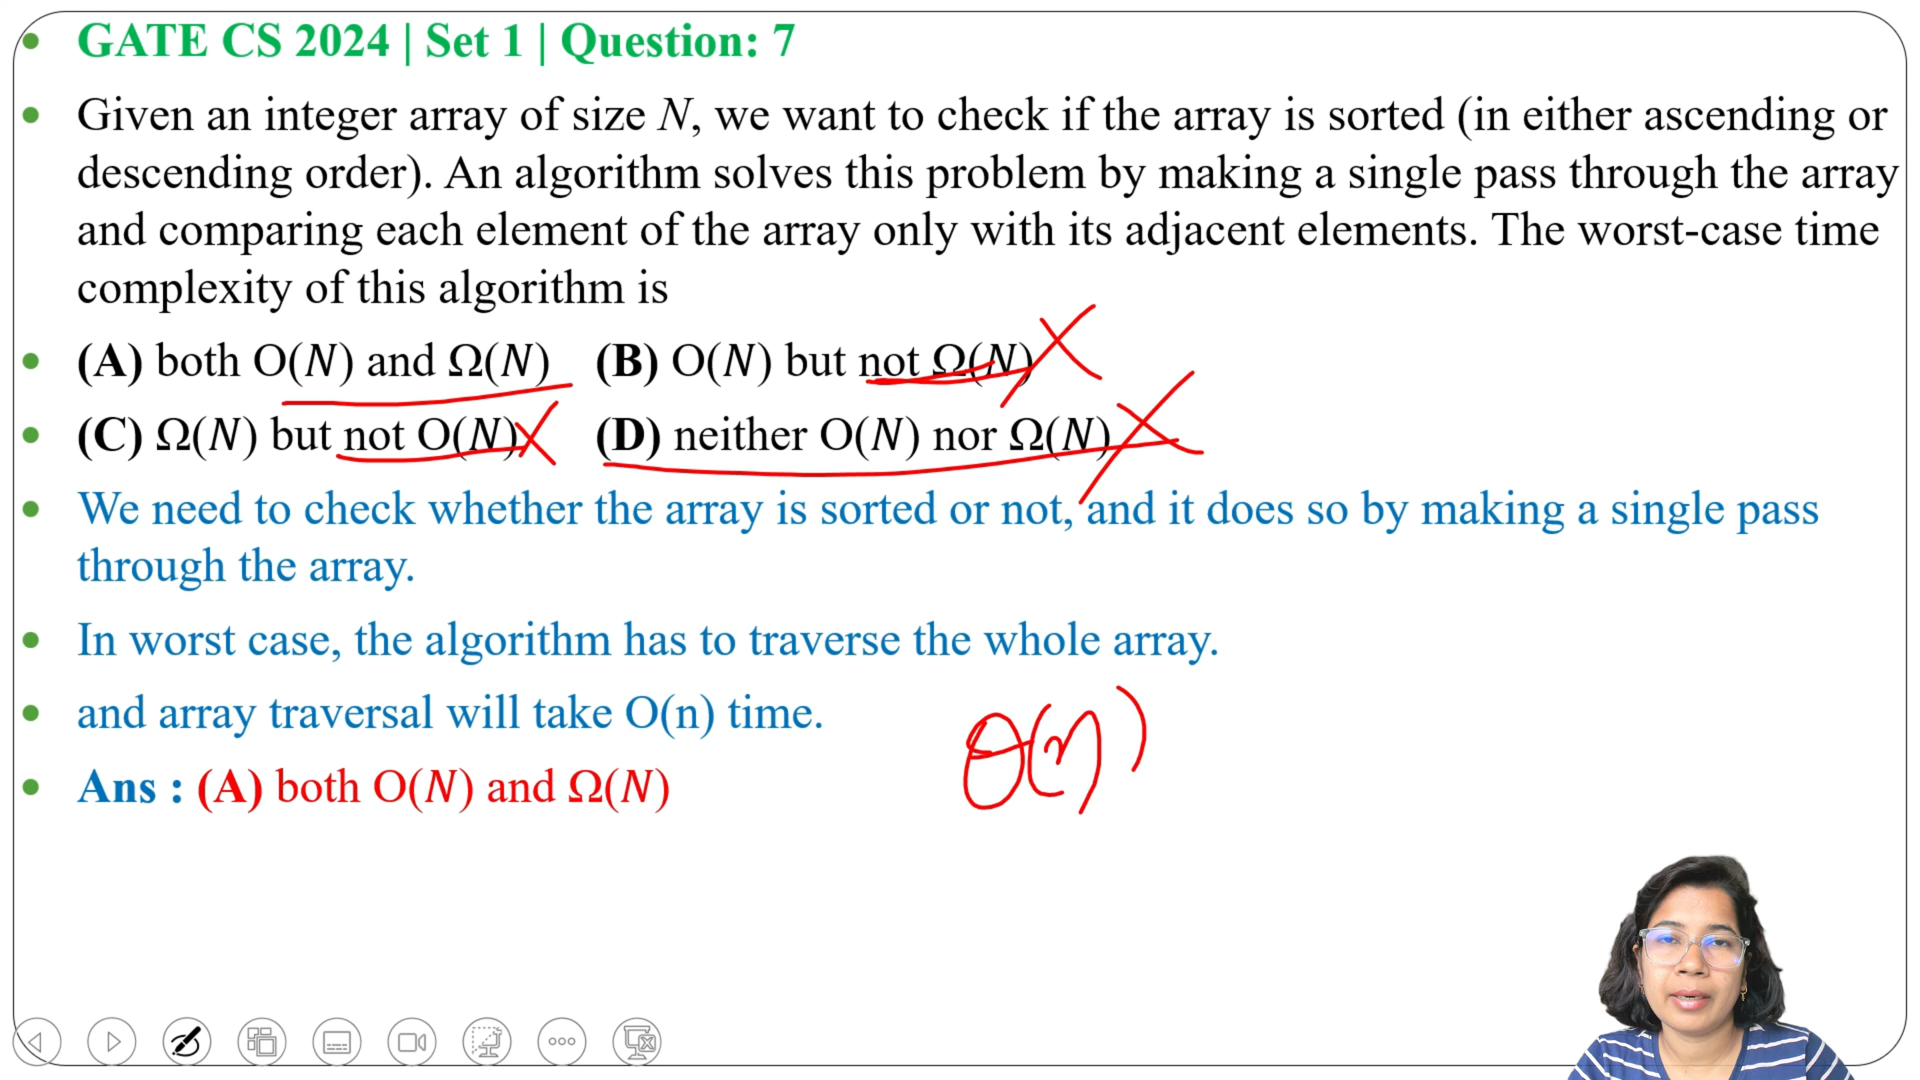 GATE CS 2024 | Set 1 | Question: 7
Given an integer array of size N, we want to check if the array is sorted (in either ascending or
descending order). An algorithm solves this problem by making a single pass through the array
and comparing each element of the array only with its adjacent elements. The worst-case time
complexity of this algorithm is
(A) both O(N) and Ω(N) (B) O(N) but not Ω(N)
(C) Ω(N) but not O(N) (D) neither O(N) nor Ω(N)
We need to check whether the array is sorted or not, and it does so by making a single pass
through the array.
In worst case, the algorithm has to traverse the whole array.
and array traversal will take O(n) time.
θ(n)
Ans : (A) both O(N) and Ω(N)